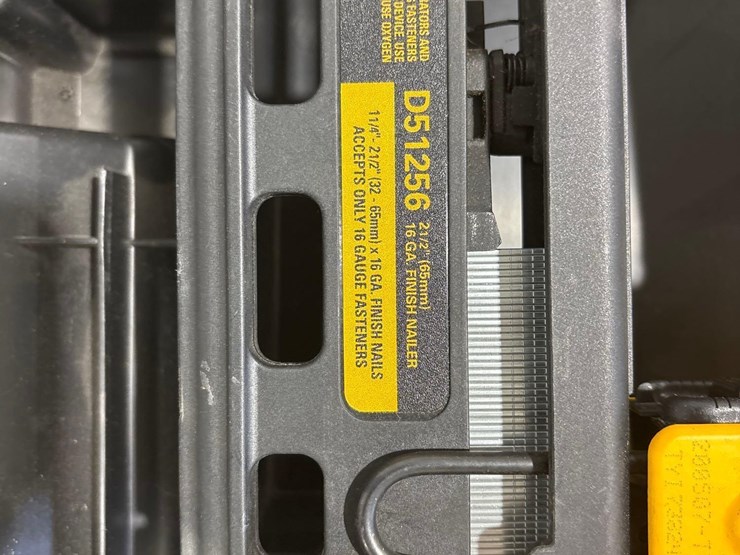 ATORS AND
FASTENERS
DEVICE. USE
USE OXYGEN
D51256
2 1/2" (65mm)
16 GA. FINISH NAILER
1 1/4" - 2 1/2" (32 - 65mm) x 16 GA. FINISH NAILS
ACCEPTS ONLY 16 GAUGE FASTENERS